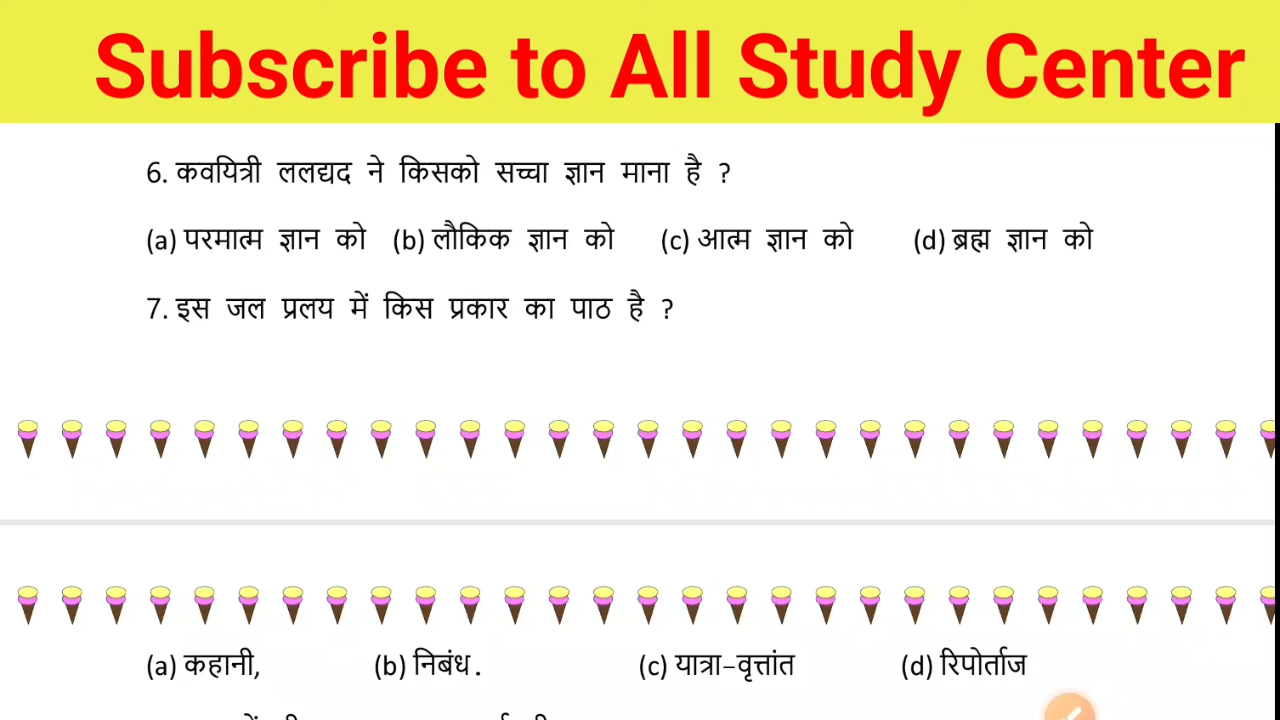 Subscribe to All Study Center
6. कवयित्री ललद्यद ने किसको सच्चा ज्ञान माना है ?
(a) परमात्म ज्ञान को (b) लौकिक ज्ञान को (c) आत्म ज्ञान को (d) ब्रह्म ज्ञान को
7. इस जल प्रलय में किस प्रकार का पाठ है ?
(a) कहानी, (b) निबंध. (c) यात्रा-वृत्तांत (d) रिपोर्ताज